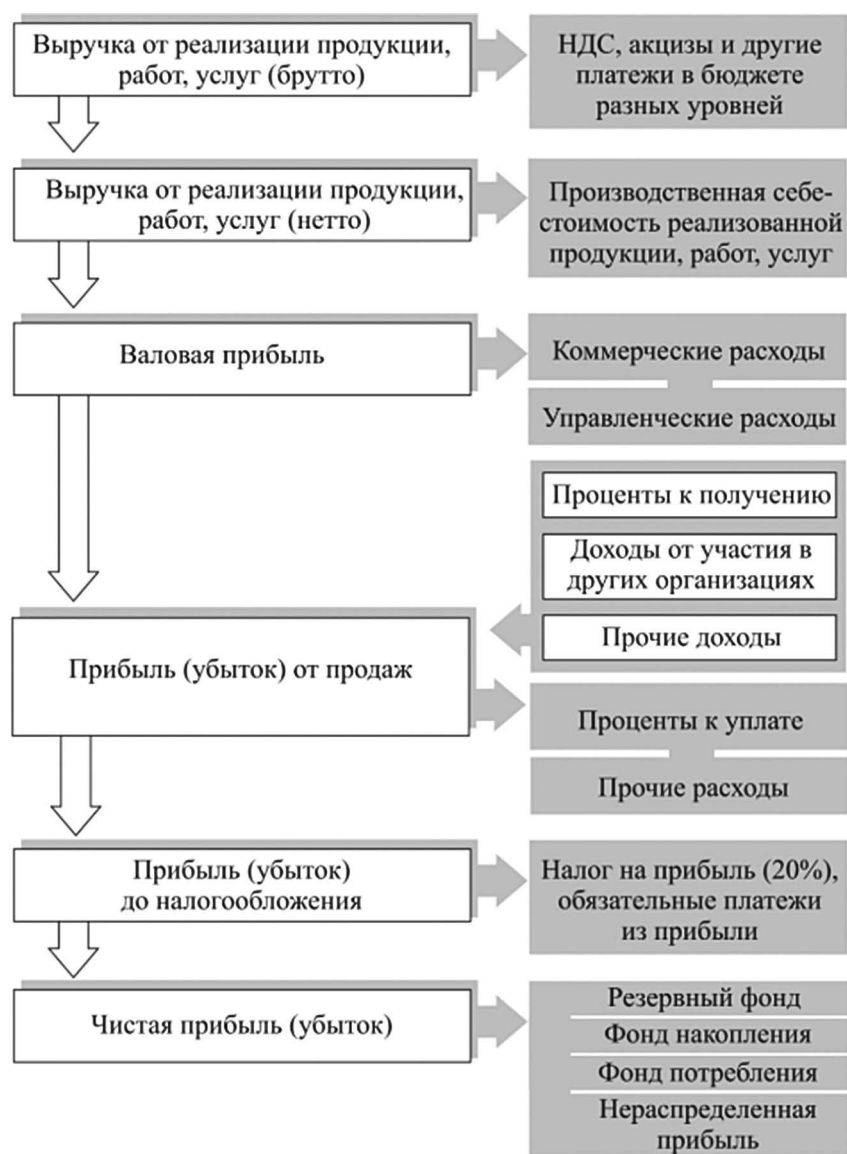 Выручка от реализации продукции,
работ, услуг (брутто)
НДС, акцизы и другие
платежи в бюджете
разных уровней
Выручка от реализации продукции,
работ, услуг (нетто)
Производственная себе-
стоимость реализованной
продукции, работ, услуг
Валовая прибыль
Коммерческие расходы
Управленческие расходы
Проценты к получению
Доходы от участия в
других организациях
Прочие доходы
Прибыль (убыток) от продаж
Проценты к уплате
Прочие расходы
Прибыль (убыток)
до налогообложения
Налог на прибыль (20%),
обязательные платежи
из прибыли
Чистая прибыль (убыток)
Резервный фонд
Фонд накопления
Фонд потребления
Нераспределенная
прибыль